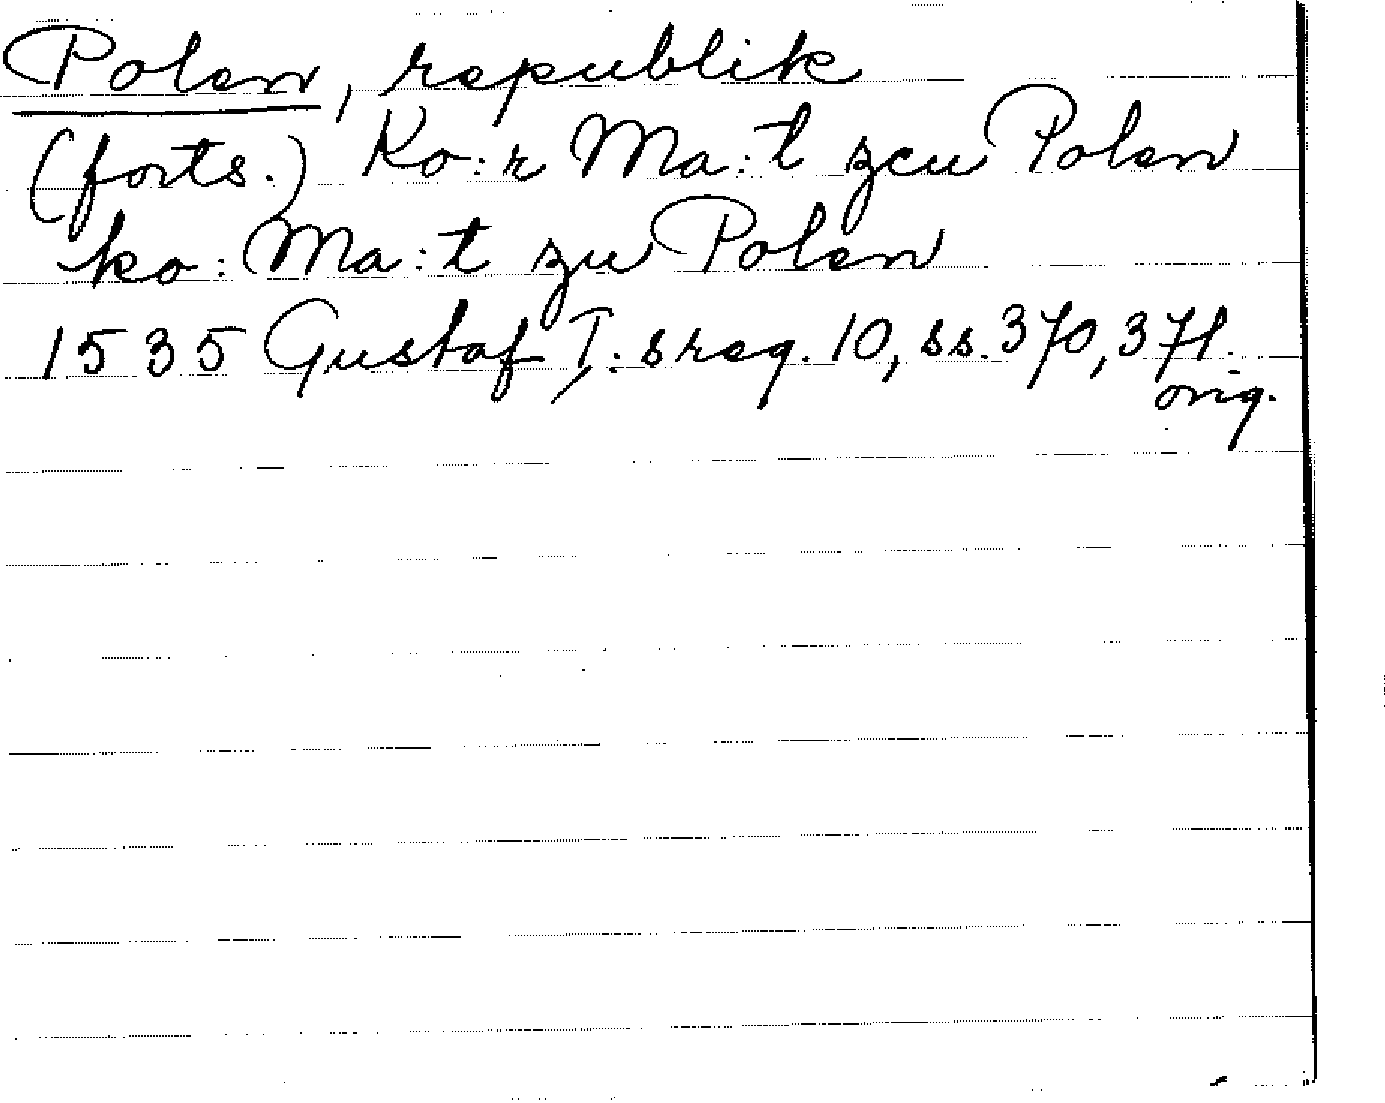 Polen, republik
(forts.) Ko:r Ma:t zcu Polen
ko: Ma:t zu Polen
1535 Gustaf I:s reg. 10, ss. 370, 371.
orig.